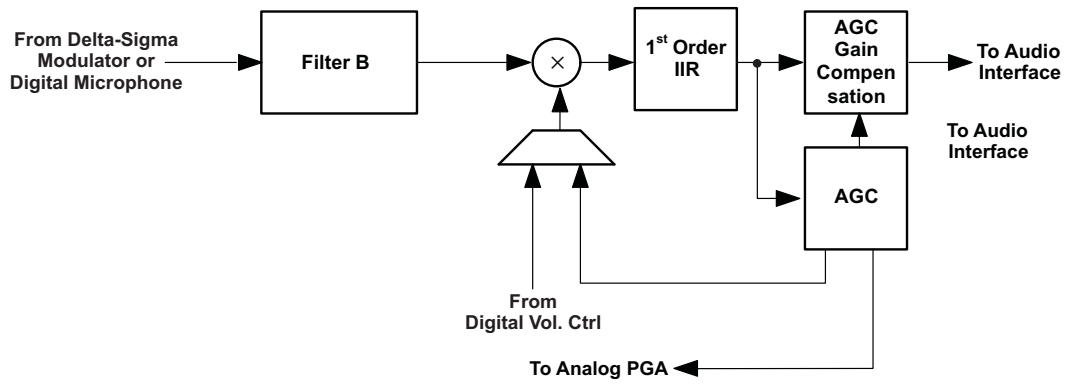 From Delta-Sigma
Modulator or
Digital Microphone
Filter B
×
1st Order
IIR
AGC
Gain
Compen
sation
To Audio
Interface
To Audio
Interface
AGC
From
Digital Vol. Ctrl
To Analog PGA